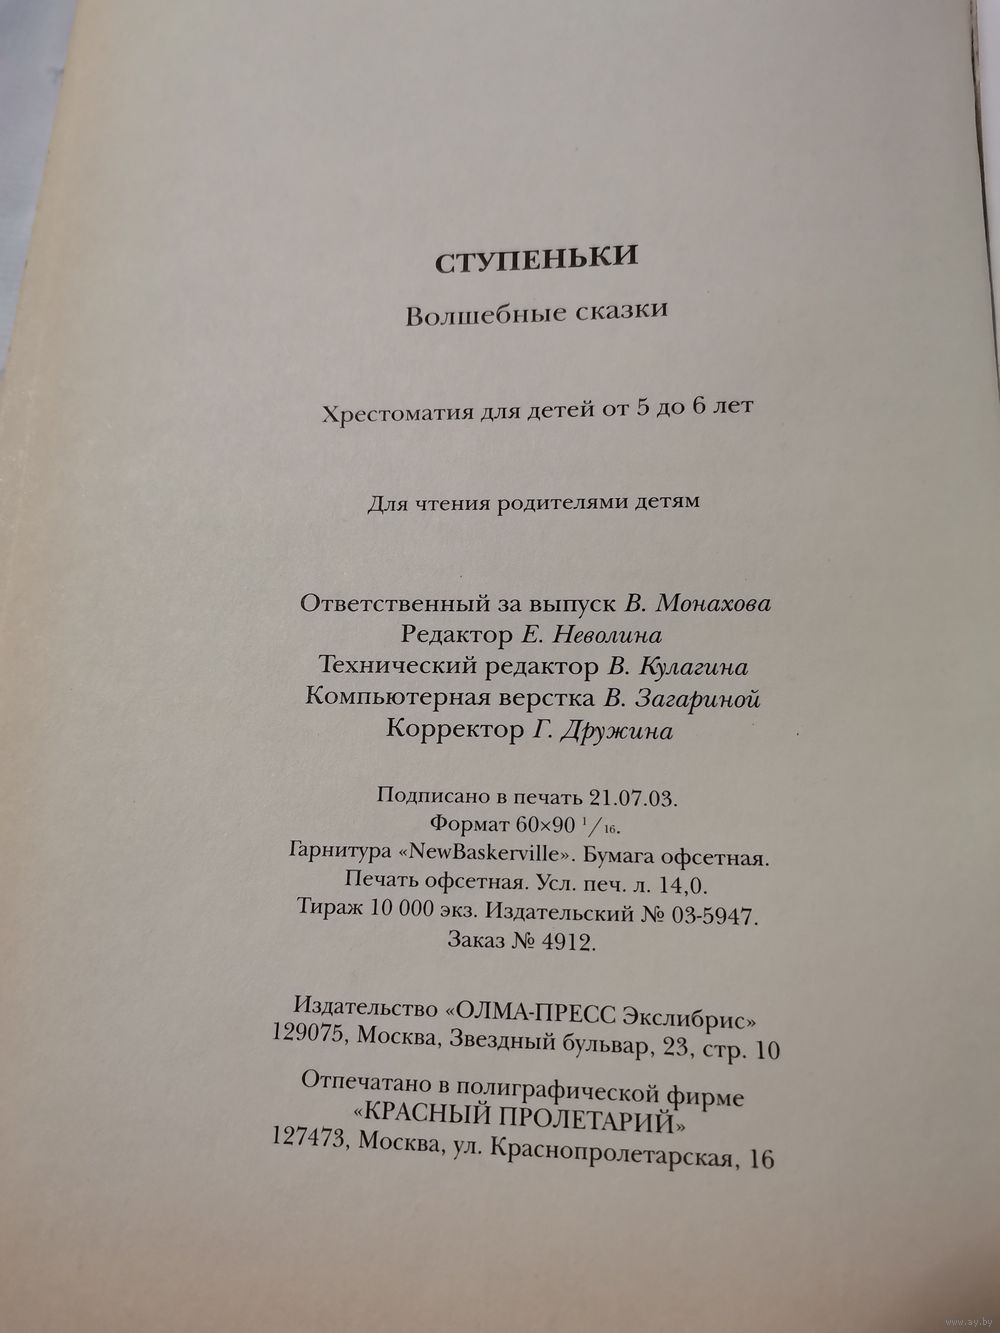 СТУПЕНЬКИ
Волшебные сказки
Хрестоматия для детей от 5 до 6 лет
Для чтения родителями детям
Ответственный за выпуск В. Монахова
Редактор Е. Неволина
Технический редактор В. Кулагина
Компьютерная верстка В. Загариной
Корректор Г. Дружина
Подписано в печать 21.07.03.
Формат 60×90 1/16.
Гарнитура «NewBaskerville». Бумага офсетная.
Печать офсетная. Усл. печ. л. 14,0.
Тираж 10 000 экз. Издательский № 03-5947.
Заказ № 4912.
Издательство «ОЛМА-ПРЕСС Экслибрис»
129075, Москва, Звездный бульвар, 23, стр. 10
Отпечатано в полиграфической фирме
«КРАСНЫЙ ПРОЛЕТАРИЙ»
127473, Москва, ул. Краснопролетарская, 16
www.ay.by